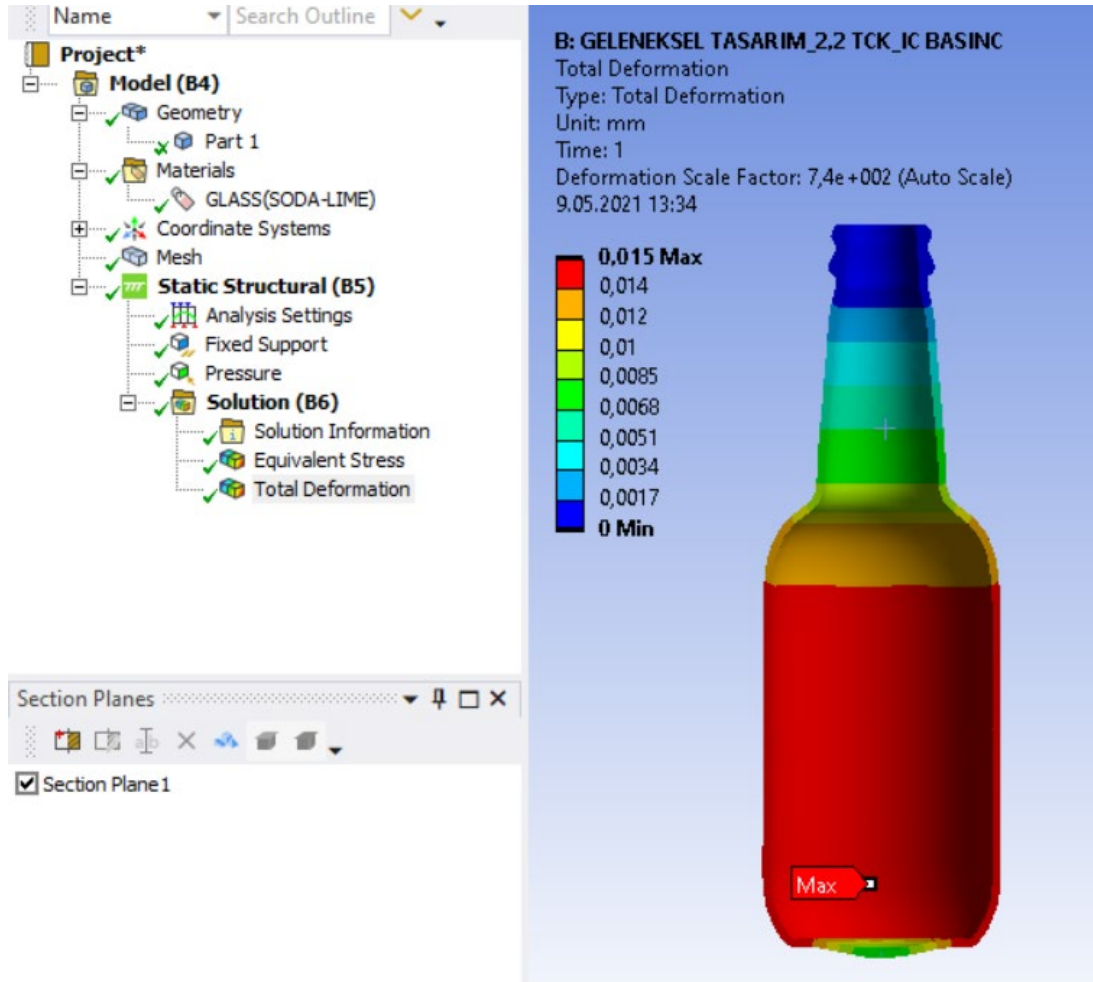 Name
Search Outline
Project*
Model (B4)
Geometry
Part 1
Materials
GLASS(SODA-LIME)
Coordinate Systems
Mesh
Static Structural (B5)
Analysis Settings
Fixed Support
Pressure
Solution (B6)
Solution Information
Equivalent Stress
Total Deformation
Section Planes
Section Plane1
B: GELENEKSEL TASARIM_2,2 TCK_IC BASINC
Total Deformation
Type: Total Deformation
Unit: mm
Time: 1
Deformation Scale Factor: 7,4e+002 (Auto Scale)
9.05.2021 13:34
0,015 Max
0,014
0,012
0,01
0,0085
0,0068
0,0051
0,0034
0,0017
0 Min
Max